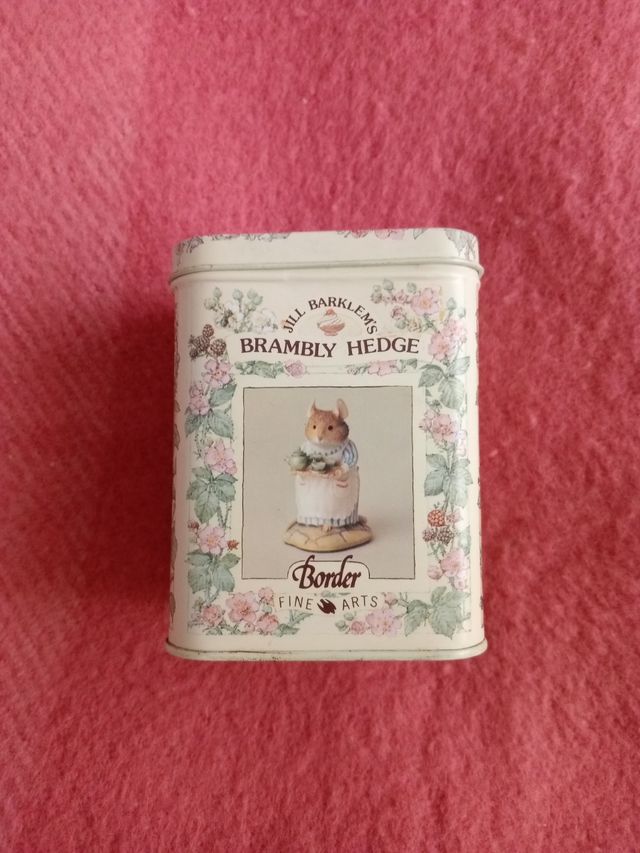 JILL BARKLEM'S
BRAMBLY HEDGE
Border
FINE ARTS